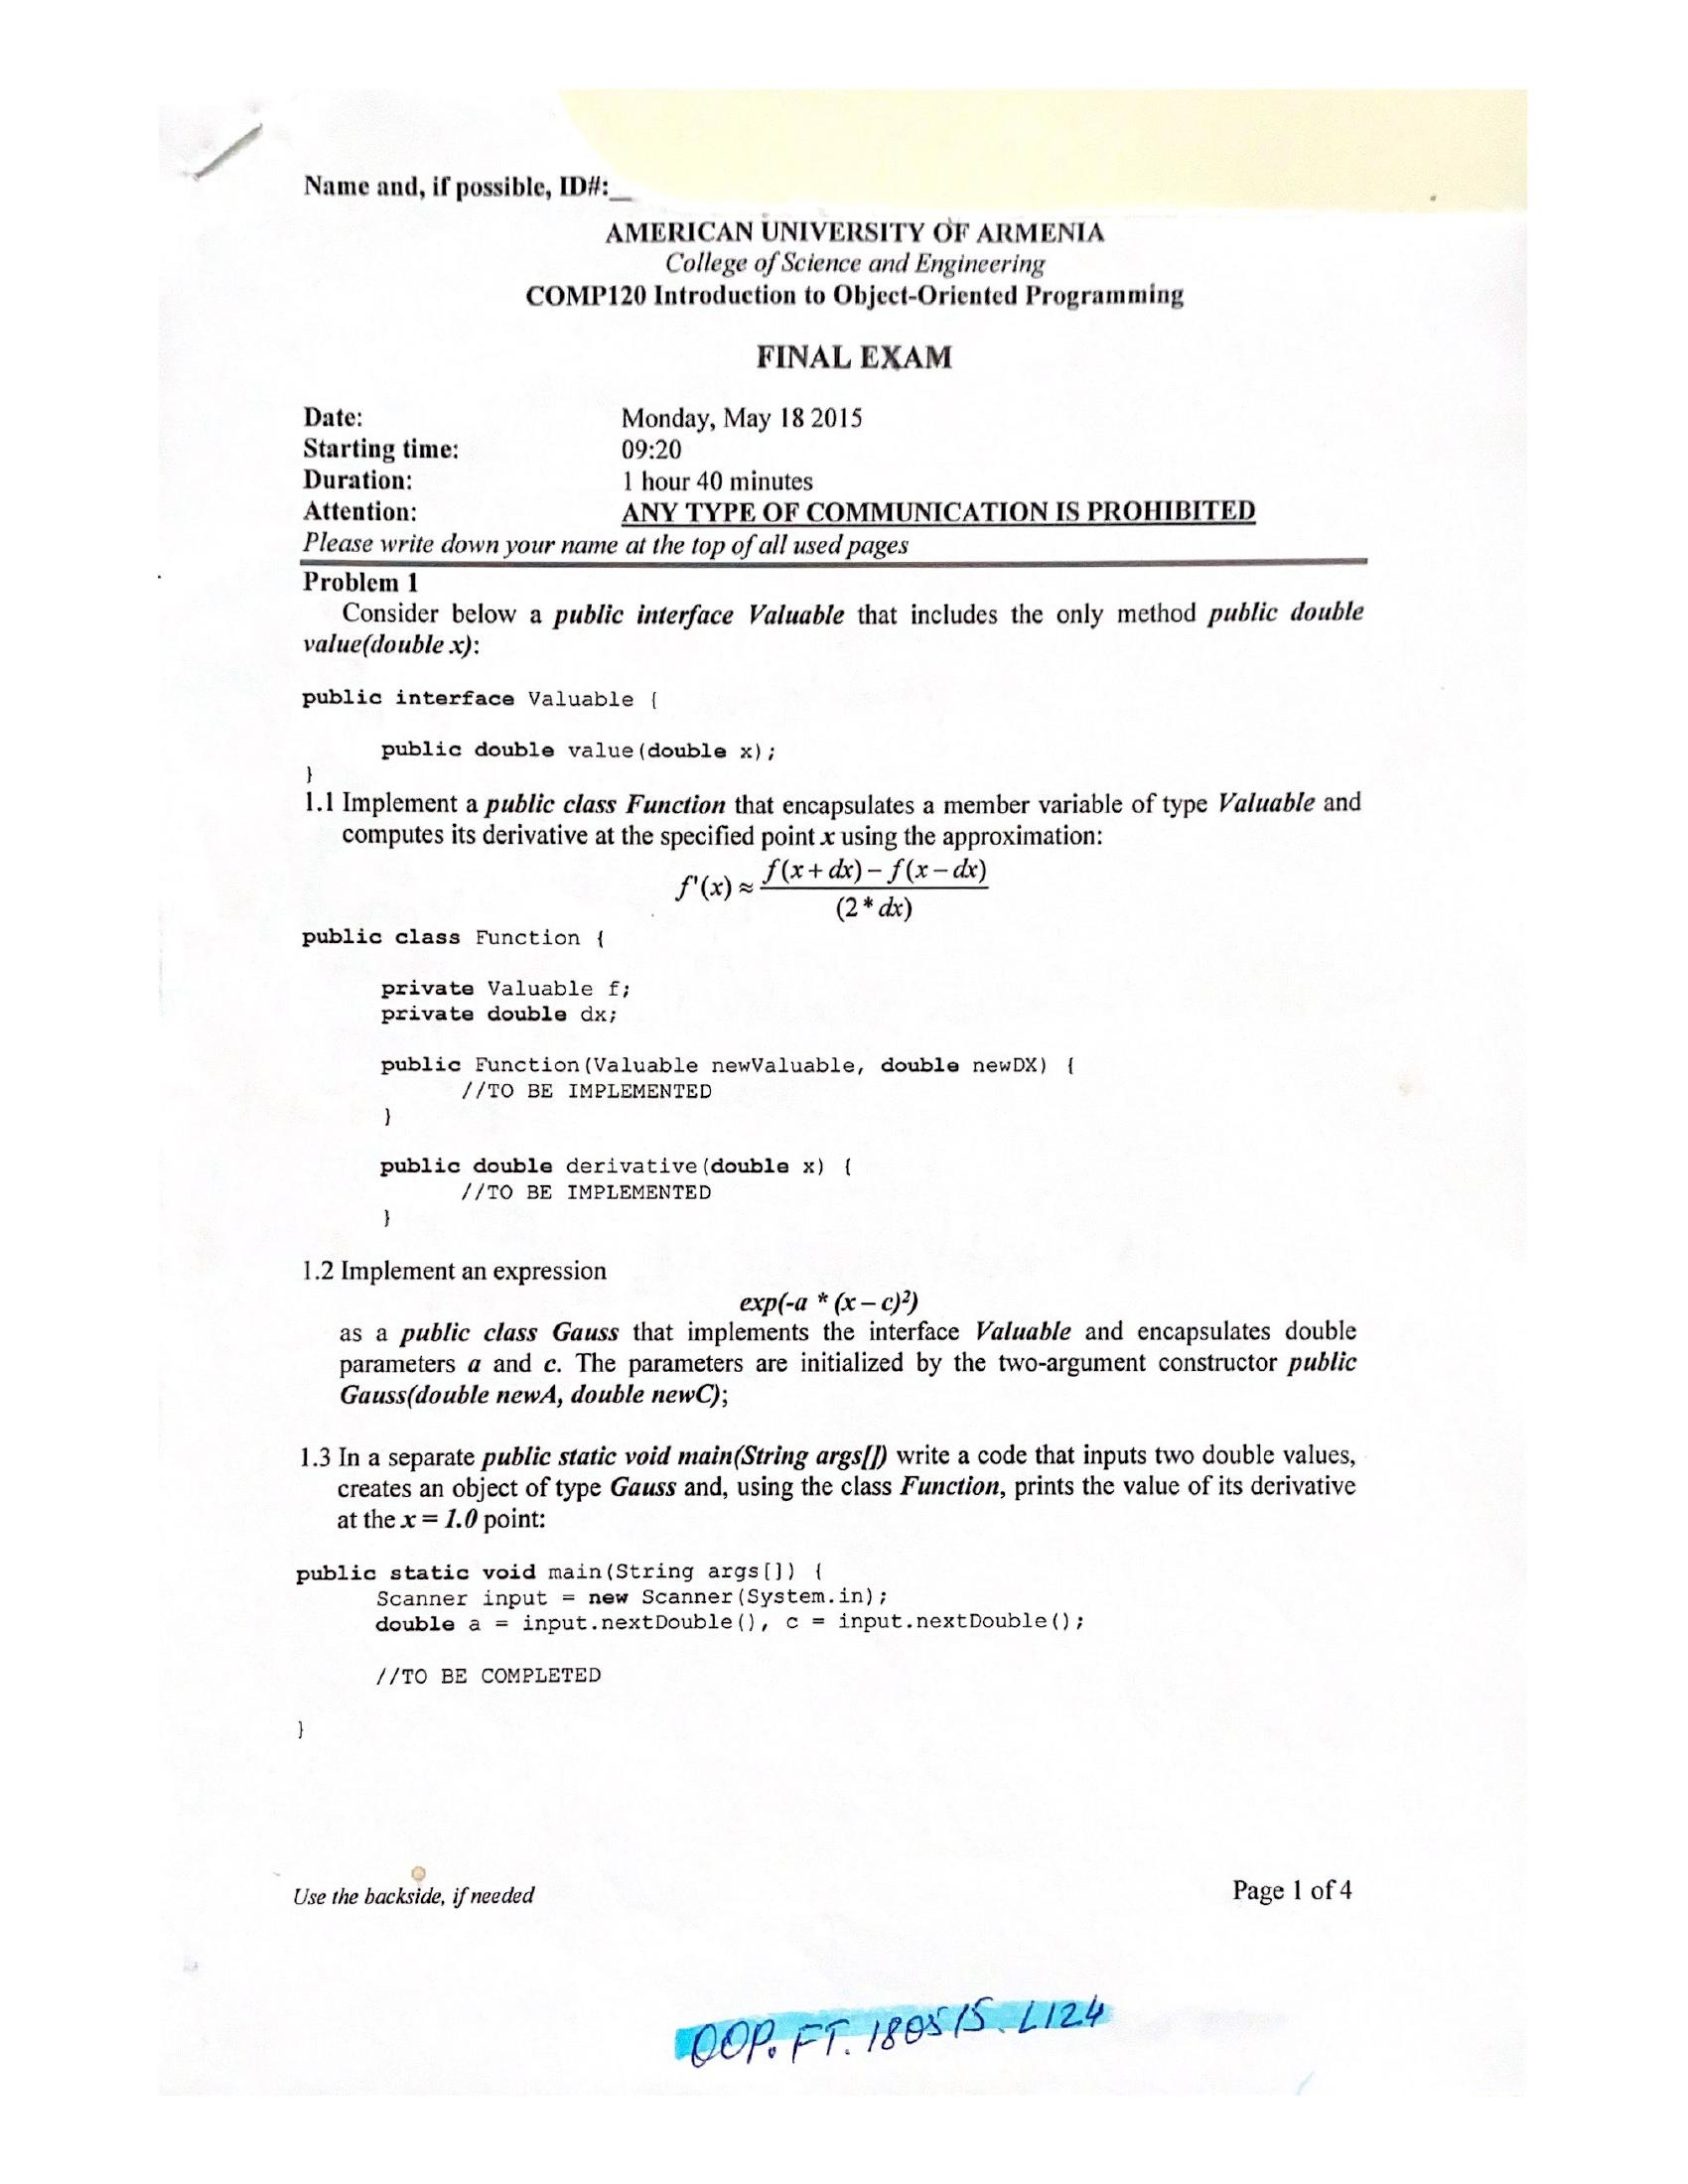 Name and, if possible, ID#:_
AMERICAN UNIVERSITY OF ARMENIA
College of Science and Engineering
COMP120 Introduction to Object-Oriented Programming
FINAL EXAM
Date: Monday, May 18 2015
Starting time: 09:20
Duration: 1 hour 40 minutes
Attention: ANY TYPE OF COMMUNICATION IS PROHIBITED
Please write down your name at the top of all used pages
Problem 1
Consider below a public interface Valuable that includes the only method public double
value(double x):
public interface Valuable {
public double value(double x);
}
1.1 Implement a public class Function that encapsulates a member variable of type Valuable and
computes its derivative at the specified point x using the approximation:
f'(x) ≈ f(x + dx) – f(x – dx)
(2 * dx)
public class Function {
private Valuable f;
private double dx;
public Function(Valuable newValuable, double newDX) {
//TO BE IMPLEMENTED
}
public double derivative(double x) {
//TO BE IMPLEMENTED
}
1.2 Implement an expression
exp(-a * (x – c)²)
as a public class Gauss that implements the interface Valuable and encapsulates double
parameters a and c. The parameters are initialized by the two-argument constructor public
Gauss(double newA, double newC);
1.3 In a separate public static void main(String args[]) write a code that inputs two double values,
creates an object of type Gauss and, using the class Function, prints the value of its derivative
at the x = 1.0 point:
public static void main(String args[]) {
Scanner input = new Scanner(System.in);
double a = input.nextDouble(), c = input.nextDouble();
//TO BE COMPLETED
}
Use the backside, if needed
Page 1 of 4
OOP. FT. 180515. L124